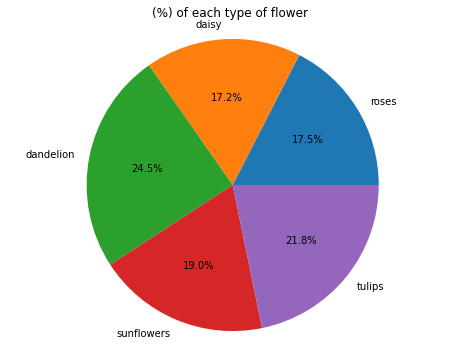 (%) of each type of flower
daisy
17.2%
roses
17.5%
dandelion
24.5%
21.8%
19.0%
tulips
sunflowers